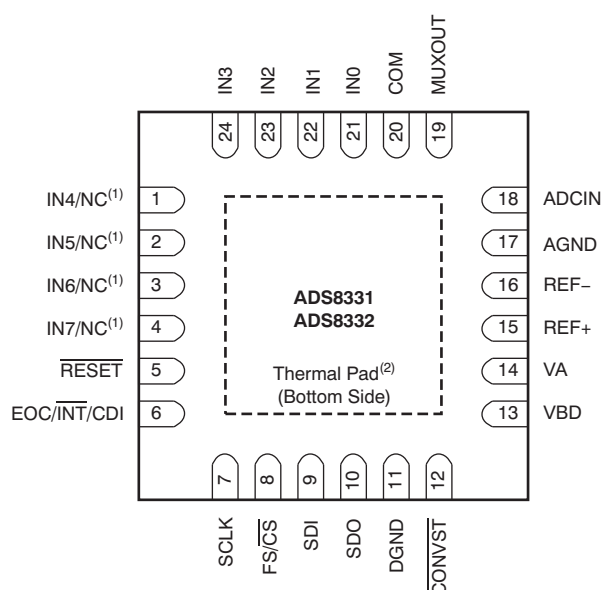 IN3
IN2
IN1
IN0
COM
MUXOUT
24
23
22
21
20
19
IN4/NC(1)
1
18
ADCIN
IN5/NC(1)
2
17
AGND
IN6/NC(1)
3
16
REF−
IN7/NC(1)
4
15
REF+
RESET
5
14
VA
EOC/INT/CDI
6
13
VBD
ADS8331
ADS8332
Thermal Pad(2)
(Bottom Side)
7
8
9
10
11
12
SCLK
FS/CS
SDI
SDO
DGND
CONVST